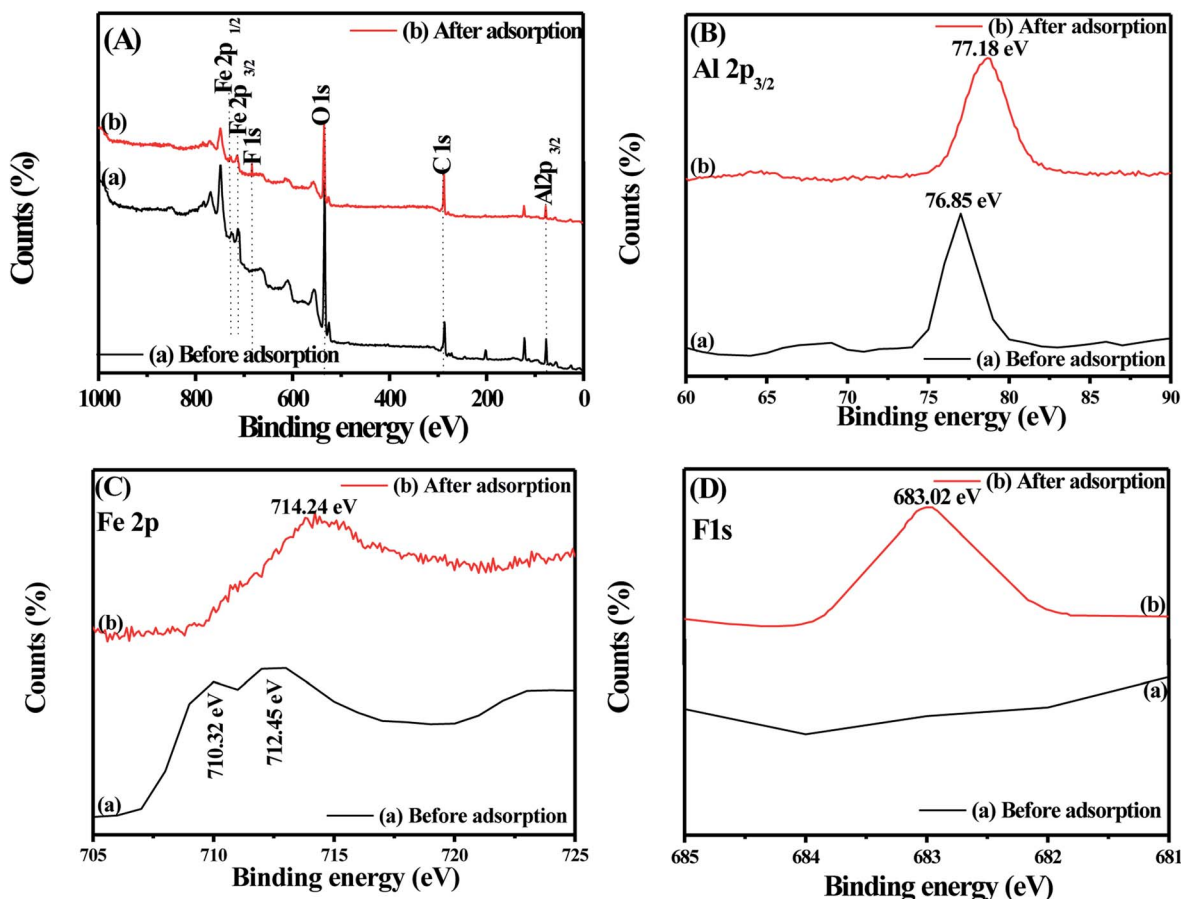 (A)
(b) After adsorption
Fe 2p 1/2
Fe 2p 3/2
F 1s
O 1s
C 1s
Al2p 3/2
(b)
(a)
(a) Before adsorption
Counts (%)
1000 800 600 400 200 0
Binding energy (eV)
(B)
(b) After adsorption
Al 2p3/2
77.18 eV
(b)
76.85 eV
(a)
(a) Before adsorption
Counts (%)
60 65 70 75 80 85 90
Binding energy (eV)
(C)
(b) After adsorption
Fe 2p
714.24 eV
(b)
710.32 eV
712.45 eV
(a)
(a) Before adsorption
Counts (%)
705 710 715 720 725
Binding energy (eV)
(D)
(b) After adsorption
683.02 eV
F1s
(b)
(a)
(a) Before adsorption
Counts (%)
685 684 683 682 681
Binding energy (eV)